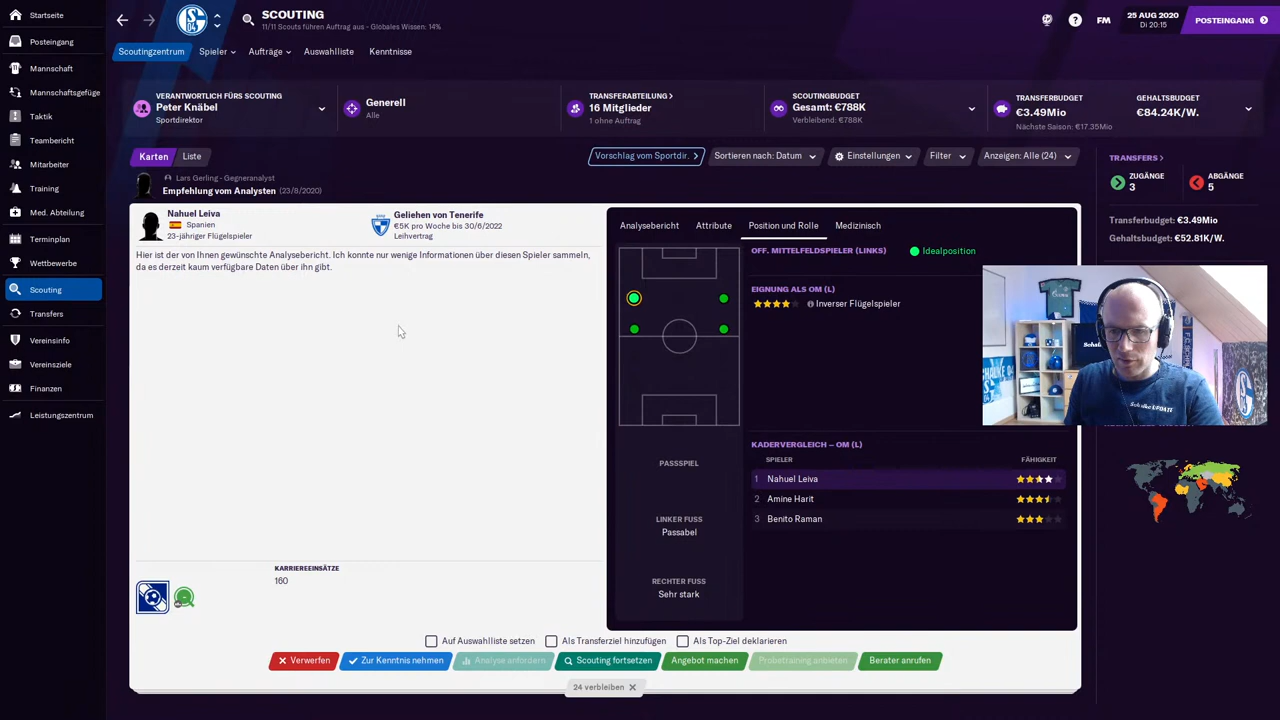 Startseite
Posteingang
Mannschaft
Mannschaftsgefüge
Taktik
Teambericht
Mitarbeiter
Training
Med. Abteilung
Terminplan
Wettbewerbe
Scouting
Transfers
Vereinsinfo
Vereinsziele
Finanzen
Leistungszentrum
SCOUTING
11/11 Scouts führen Auftrag aus - Globales Wissen: 14%
FM
25 AUG 2020
Di 20:15
POSTEINGANG
Scoutingzentrum
Spieler
Aufträge
Auswahlliste
Kenntnisse
VERANTWORTLICH FÜRS SCOUTING
Peter Knäbel
Sportdirektor
Generell
Alle
TRANSFERABTEILUNG >
16 Mitglieder
1 ohne Auftrag
SCOUTINGBUDGET
Gesamt: €788K
Verbleibend: €788K
TRANSFERBUDGET
€3.49Mio
Nächste Saison: €17.35Mio
GEHALTSBUDGET
€84.24K/W.
Karten
Liste
Vorschlag vom Sportdir.
Sortieren nach: Datum
Einstellungen
Filter
Anzeigen: Alle (24)
Lars Gerling - Gegneranalyst
Empfehlung vom Analysten (23/8/2020)
Nahuel Leiva
Spanien
23-jähriger Flügelspieler
Geliehen von Tenerife
€5K pro Woche bis 30/6/2022
Leihvertrag
Hier ist der von Ihnen gewünschte Analysebericht. Ich konnte nur wenige Informationen über diesen Spieler sammeln,
da es derzeit kaum verfügbare Daten über ihn gibt.
KARRIEREEINSÄTZE
160
Analysebericht
Attribute
Position und Rolle
Medizinisch
OFF. MITTELFELDSPIELER (LINKS)
Idealposition
EIGNUNG ALS OM (L)
Inverser Flügelspieler
PASSSPIEL
LINKER FUSS
Passabel
RECHTER FUSS
Sehr stark
KADERVERGLEICH – OM (L)
SPIELER
FÄHIGKEIT
1 Nahuel Leiva
2 Amine Harit
3 Benito Raman
TRANSFERS >
ZUGÄNGE
3
ABGÄNGE
5
Transferbudget: €3.49Mio
Gehaltsbudget: €52.81K/W.
Auf Auswahlliste setzen
Als Transferziel hinzufügen
Als Top-Ziel deklarieren
Verwerfen
Zur Kenntnis nehmen
Analyse anfordern
Scouting fortsetzen
Angebot machen
Probetraining anbieten
Berater anrufen
24 verbleiben